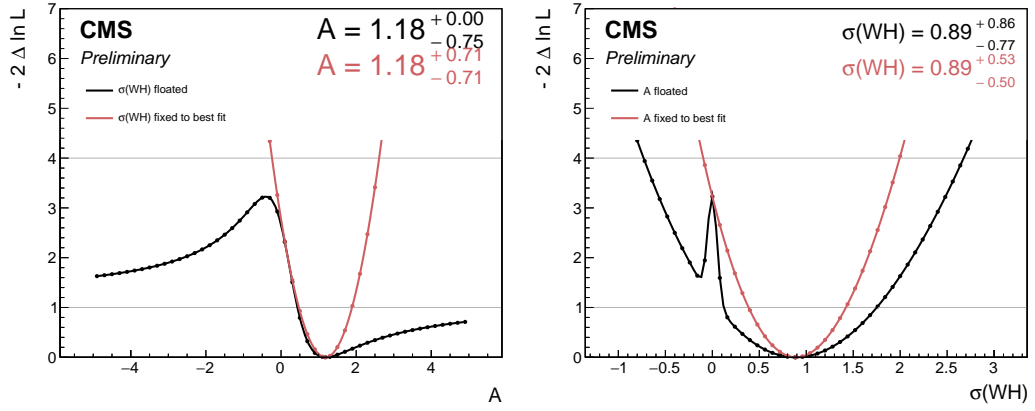 CMS
Preliminary
A = 1.18 + 0.00 − 0.75
A = 1.18 + 0.71 − 0.71
σ(WH) floated
σ(WH) fixed to best fit
- 2 Δ ln L
7
6
5
4
3
2
1
0
−4 −2 0 2 4
A
CMS
Preliminary
σ(WH) = 0.89 + 0.86 − 0.77
σ(WH) = 0.89 + 0.53 − 0.50
A floated
A fixed to best fit
- 2 Δ ln L
7
6
5
4
3
2
1
0
−1 −0.5 0 0.5 1 1.5 2 2.5 3
σ(WH)